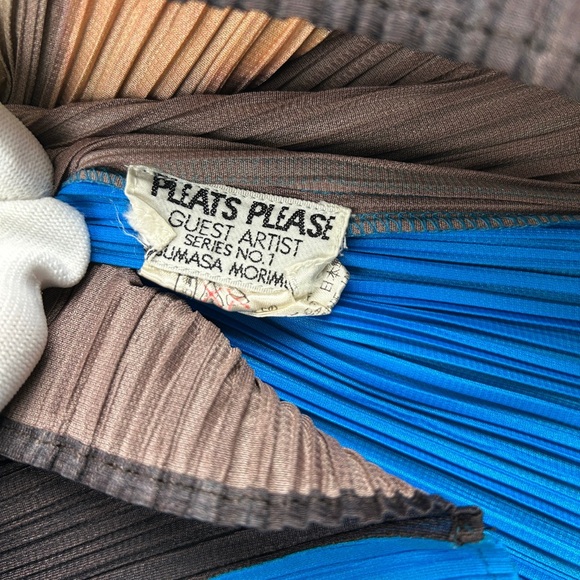 PLEATS PLEASE
GUEST ARTIST
SERIES NO.1
UMASA MORIM